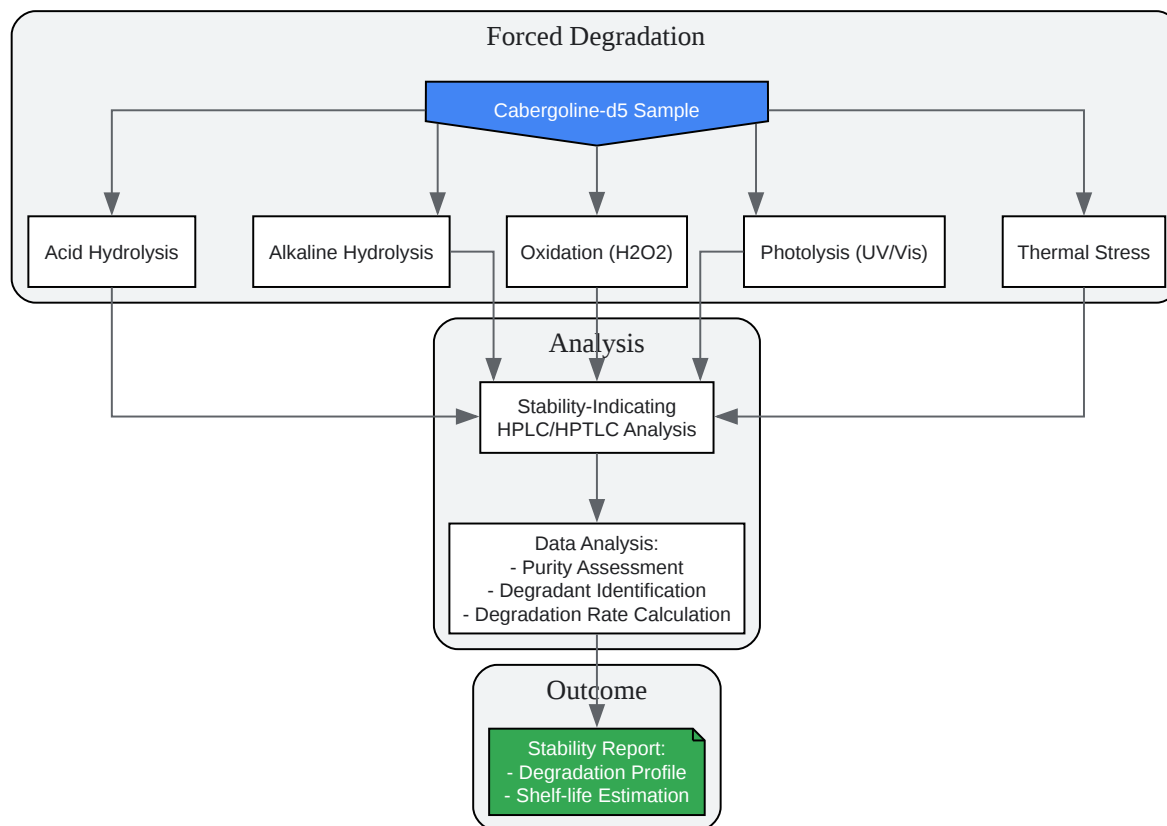 Forced Degradation
Cabergoline-d5 Sample
Acid Hydrolysis
Alkaline Hydrolysis
Oxidation (H2O2)
Photolysis (UV/Vis)
Thermal Stress
Analysis
Stability-Indicating
HPLC/HPTLC Analysis
Data Analysis:
- Purity Assessment
- Degradant Identification
- Degradation Rate Calculation
Outcome
Stability Report:
- Degradation Profile
- Shelf-life Estimation